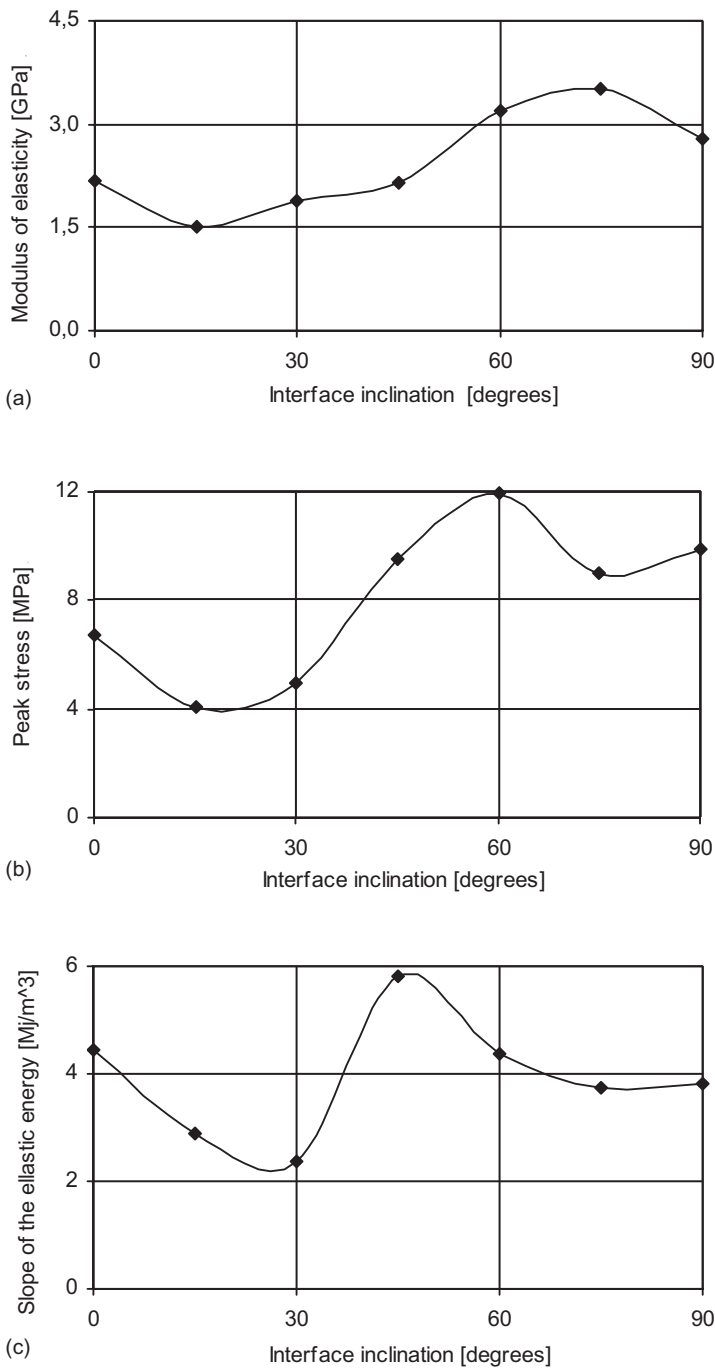 4,5
3,0
1,5
0,0
Modulus of elasticity [GPa]
0 30 60 90
Interface inclination [degrees]
(a)
12
8
4
0
Peak stress [MPa]
0 30 60 90
Interface inclination [degrees]
(b)
6
4
2
0
Slope of the ellastic energy [Mj/m^3]
0 30 60 90
Interface inclination [degrees]
(c)